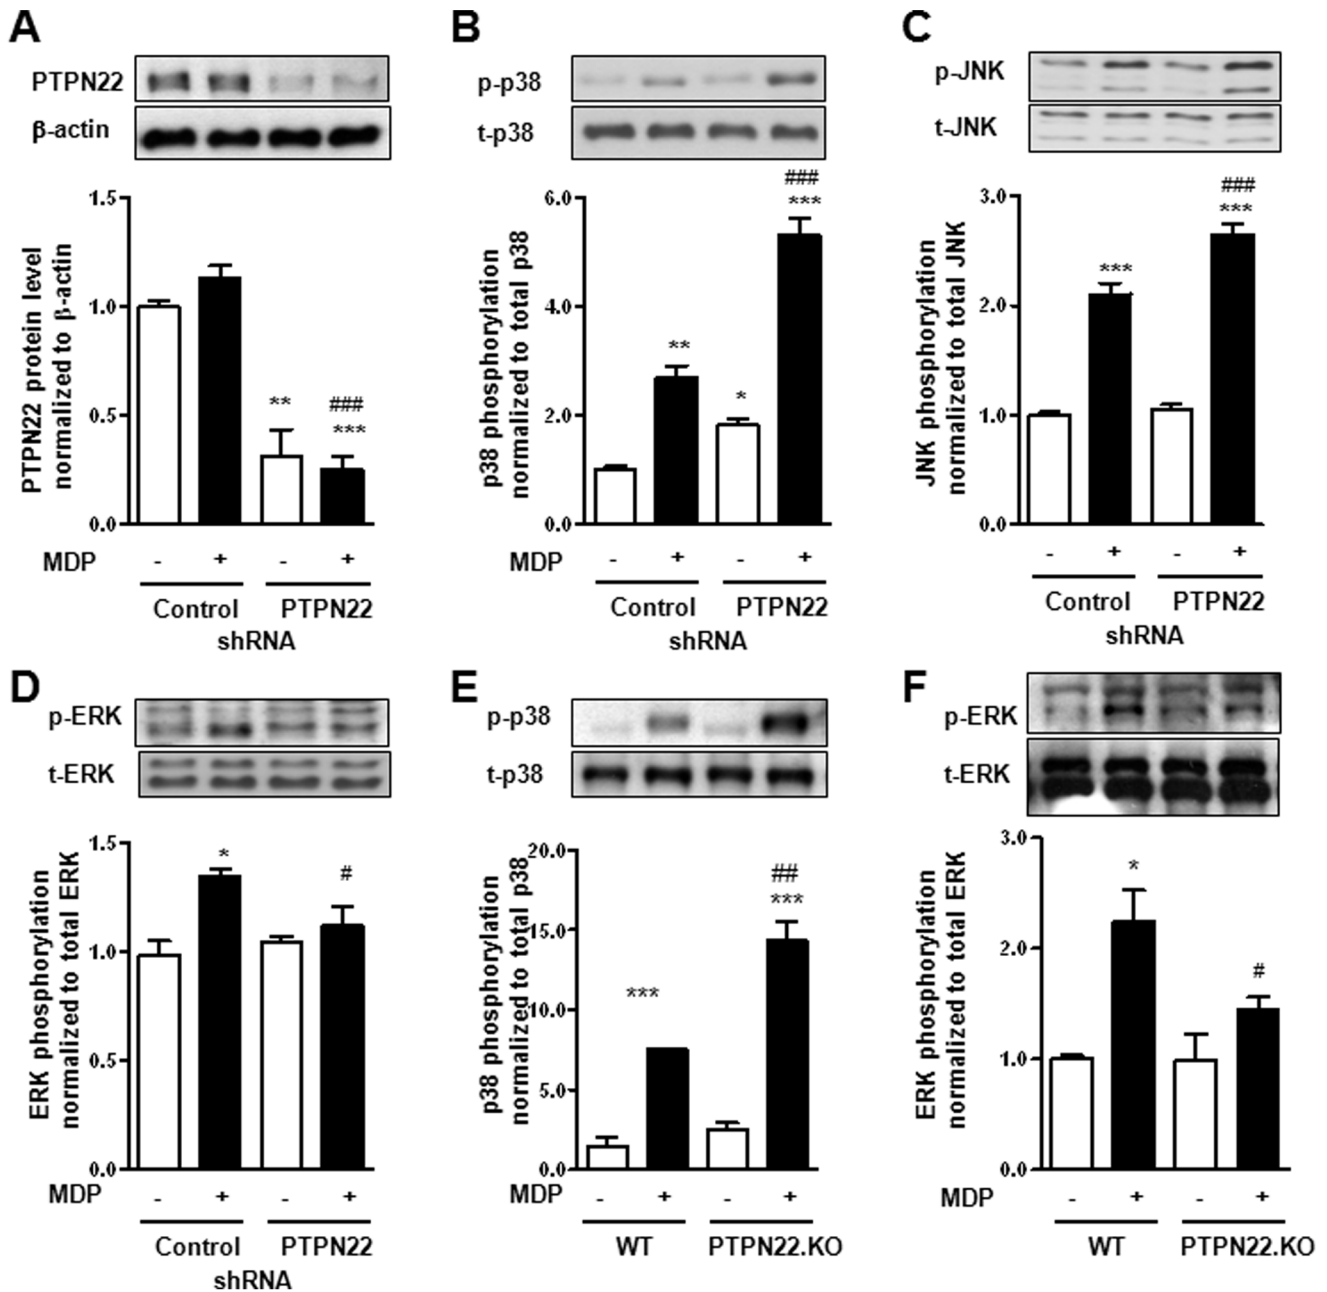 A
PTPN22
β-actin
PTPN22 protein level
normalized to β-actin
1.5
1.0
0.5
0.0
**
###
***
MDP - + - +
Control PTPN22
shRNA
B
p-p38
t-p38
p38 phosphorylation
normalized to total p38
6.0
4.0
2.0
0.0
**
*
###
***
MDP - + - +
Control PTPN22
shRNA
C
p-JNK
t-JNK
JNK phosphorylation
normalized to total JNK
3.0
2.0
1.0
0.0
***
###
***
MDP - + - +
Control PTPN22
shRNA
D
p-ERK
t-ERK
ERK phosphorylation
normalized to total ERK
1.5
1.0
0.5
0.0
*
#
MDP - + - +
Control PTPN22
shRNA
E
p-p38
t-p38
p38 phosphorylation
normalized to total p38
20.0
15.0
10.0
5.0
0.0
***
##
***
MDP - + - +
WT PTPN22.KO
F
p-ERK
t-ERK
ERK phosphorylation
normalized to total ERK
3.0
2.0
1.0
0.0
*
#
MDP - + - +
WT PTPN22.KO